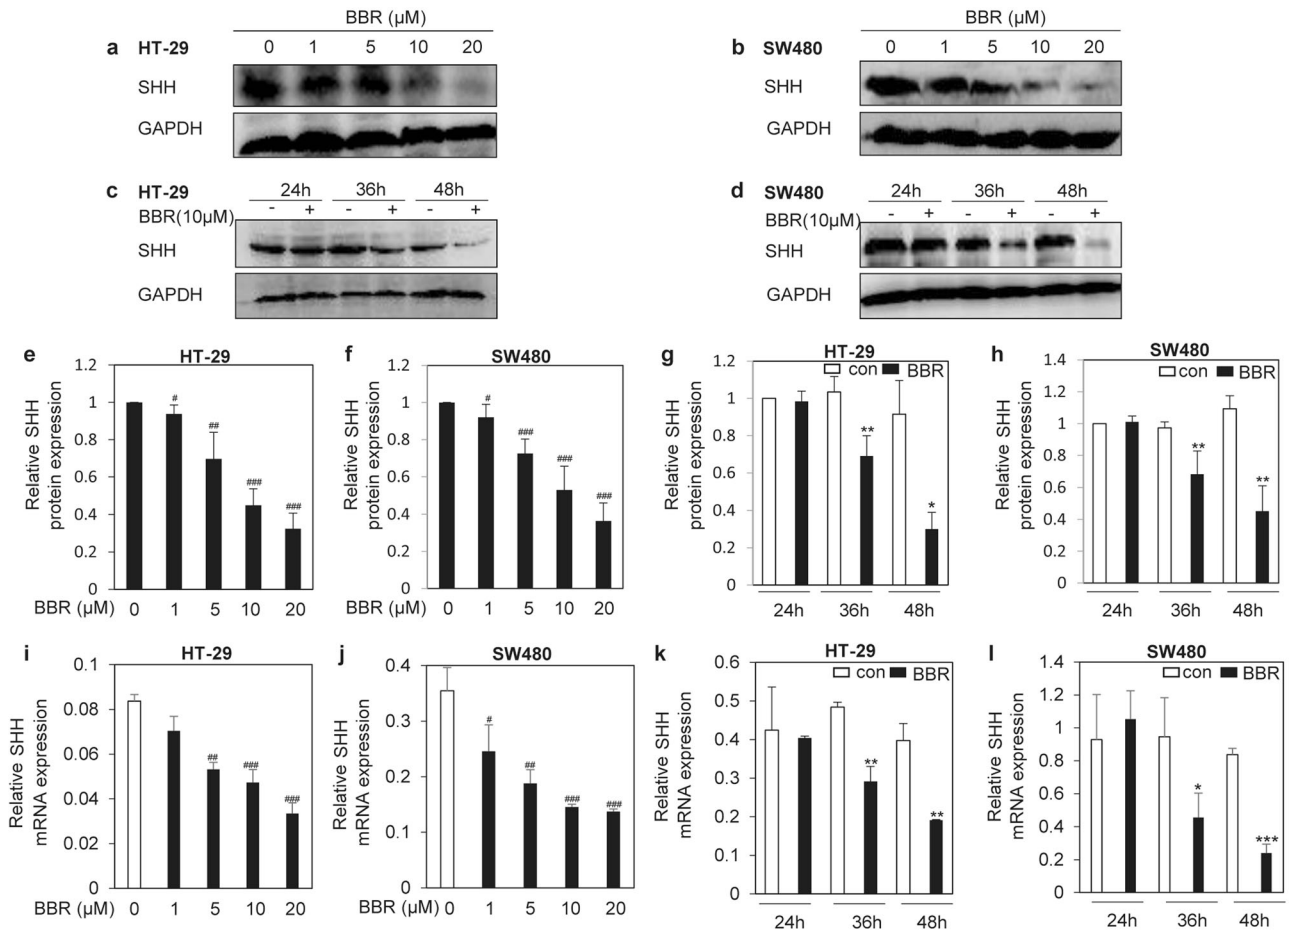 BBR (µM)
a HT-29 0 1 5 10 20
SHH
GAPDH
BBR (µM)
b SW480 0 1 5 10 20
SHH
GAPDH
c HT-29 24h 36h 48h
BBR(10µM) - + - + - +
SHH
GAPDH
d SW480 24h 36h 48h
BBR(10µM) - + - + - +
SHH
GAPDH
e HT-29
Relative SHH
protein expression
1.2
1
0.8
0.6
0.4
0.2
0
# ## ### ###
BBR (µM) 0 1 5 10 20
f SW480
Relative SHH
protein expression
1.2
1
0.8
0.6
0.4
0.2
0
# ### ### ###
BBR (µM) 0 1 5 10 20
g HT-29
con BBR
Relative SHH
protein expression
1.2
1
0.8
0.6
0.4
0.2
0
** *
24h 36h 48h
h SW480
con BBR
Relative SHH
protein expression
1.4
1.2
1
0.8
0.6
0.4
0.2
0
** **
24h 36h 48h
i HT-29
Relative SHH
mRNA expression
0.1
0.08
0.06
0.04
0.02
0
## ### ###
BBR (µM) 0 1 5 10 20
j SW480
Relative SHH
mRNA expression
0.4
0.3
0.2
0.1
0
# ## ### ###
BBR (µM) 0 1 5 10 20
k HT-29
con BBR
Relative SHH
mRNA expression
0.6
0.5
0.4
0.3
0.2
0.1
0
** **
24h 36h 48h
l SW480
con BBR
Relative SHH
mRNA expression
1.4
1.2
1
0.8
0.6
0.4
0.2
0
* ***
24h 36h 48h